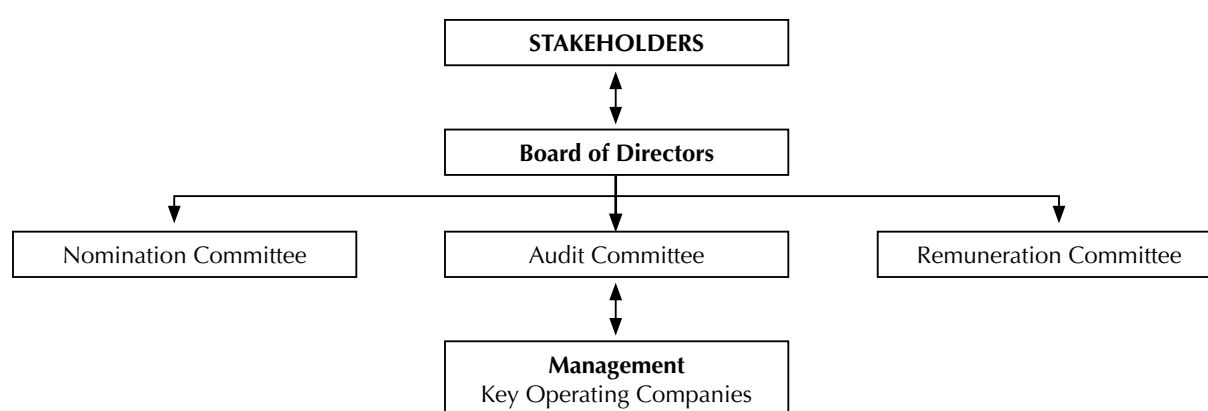 STAKEHOLDERS
Board of Directors
Nomination Committee
Audit Committee
Remuneration Committee
Management
Key Operating Companies